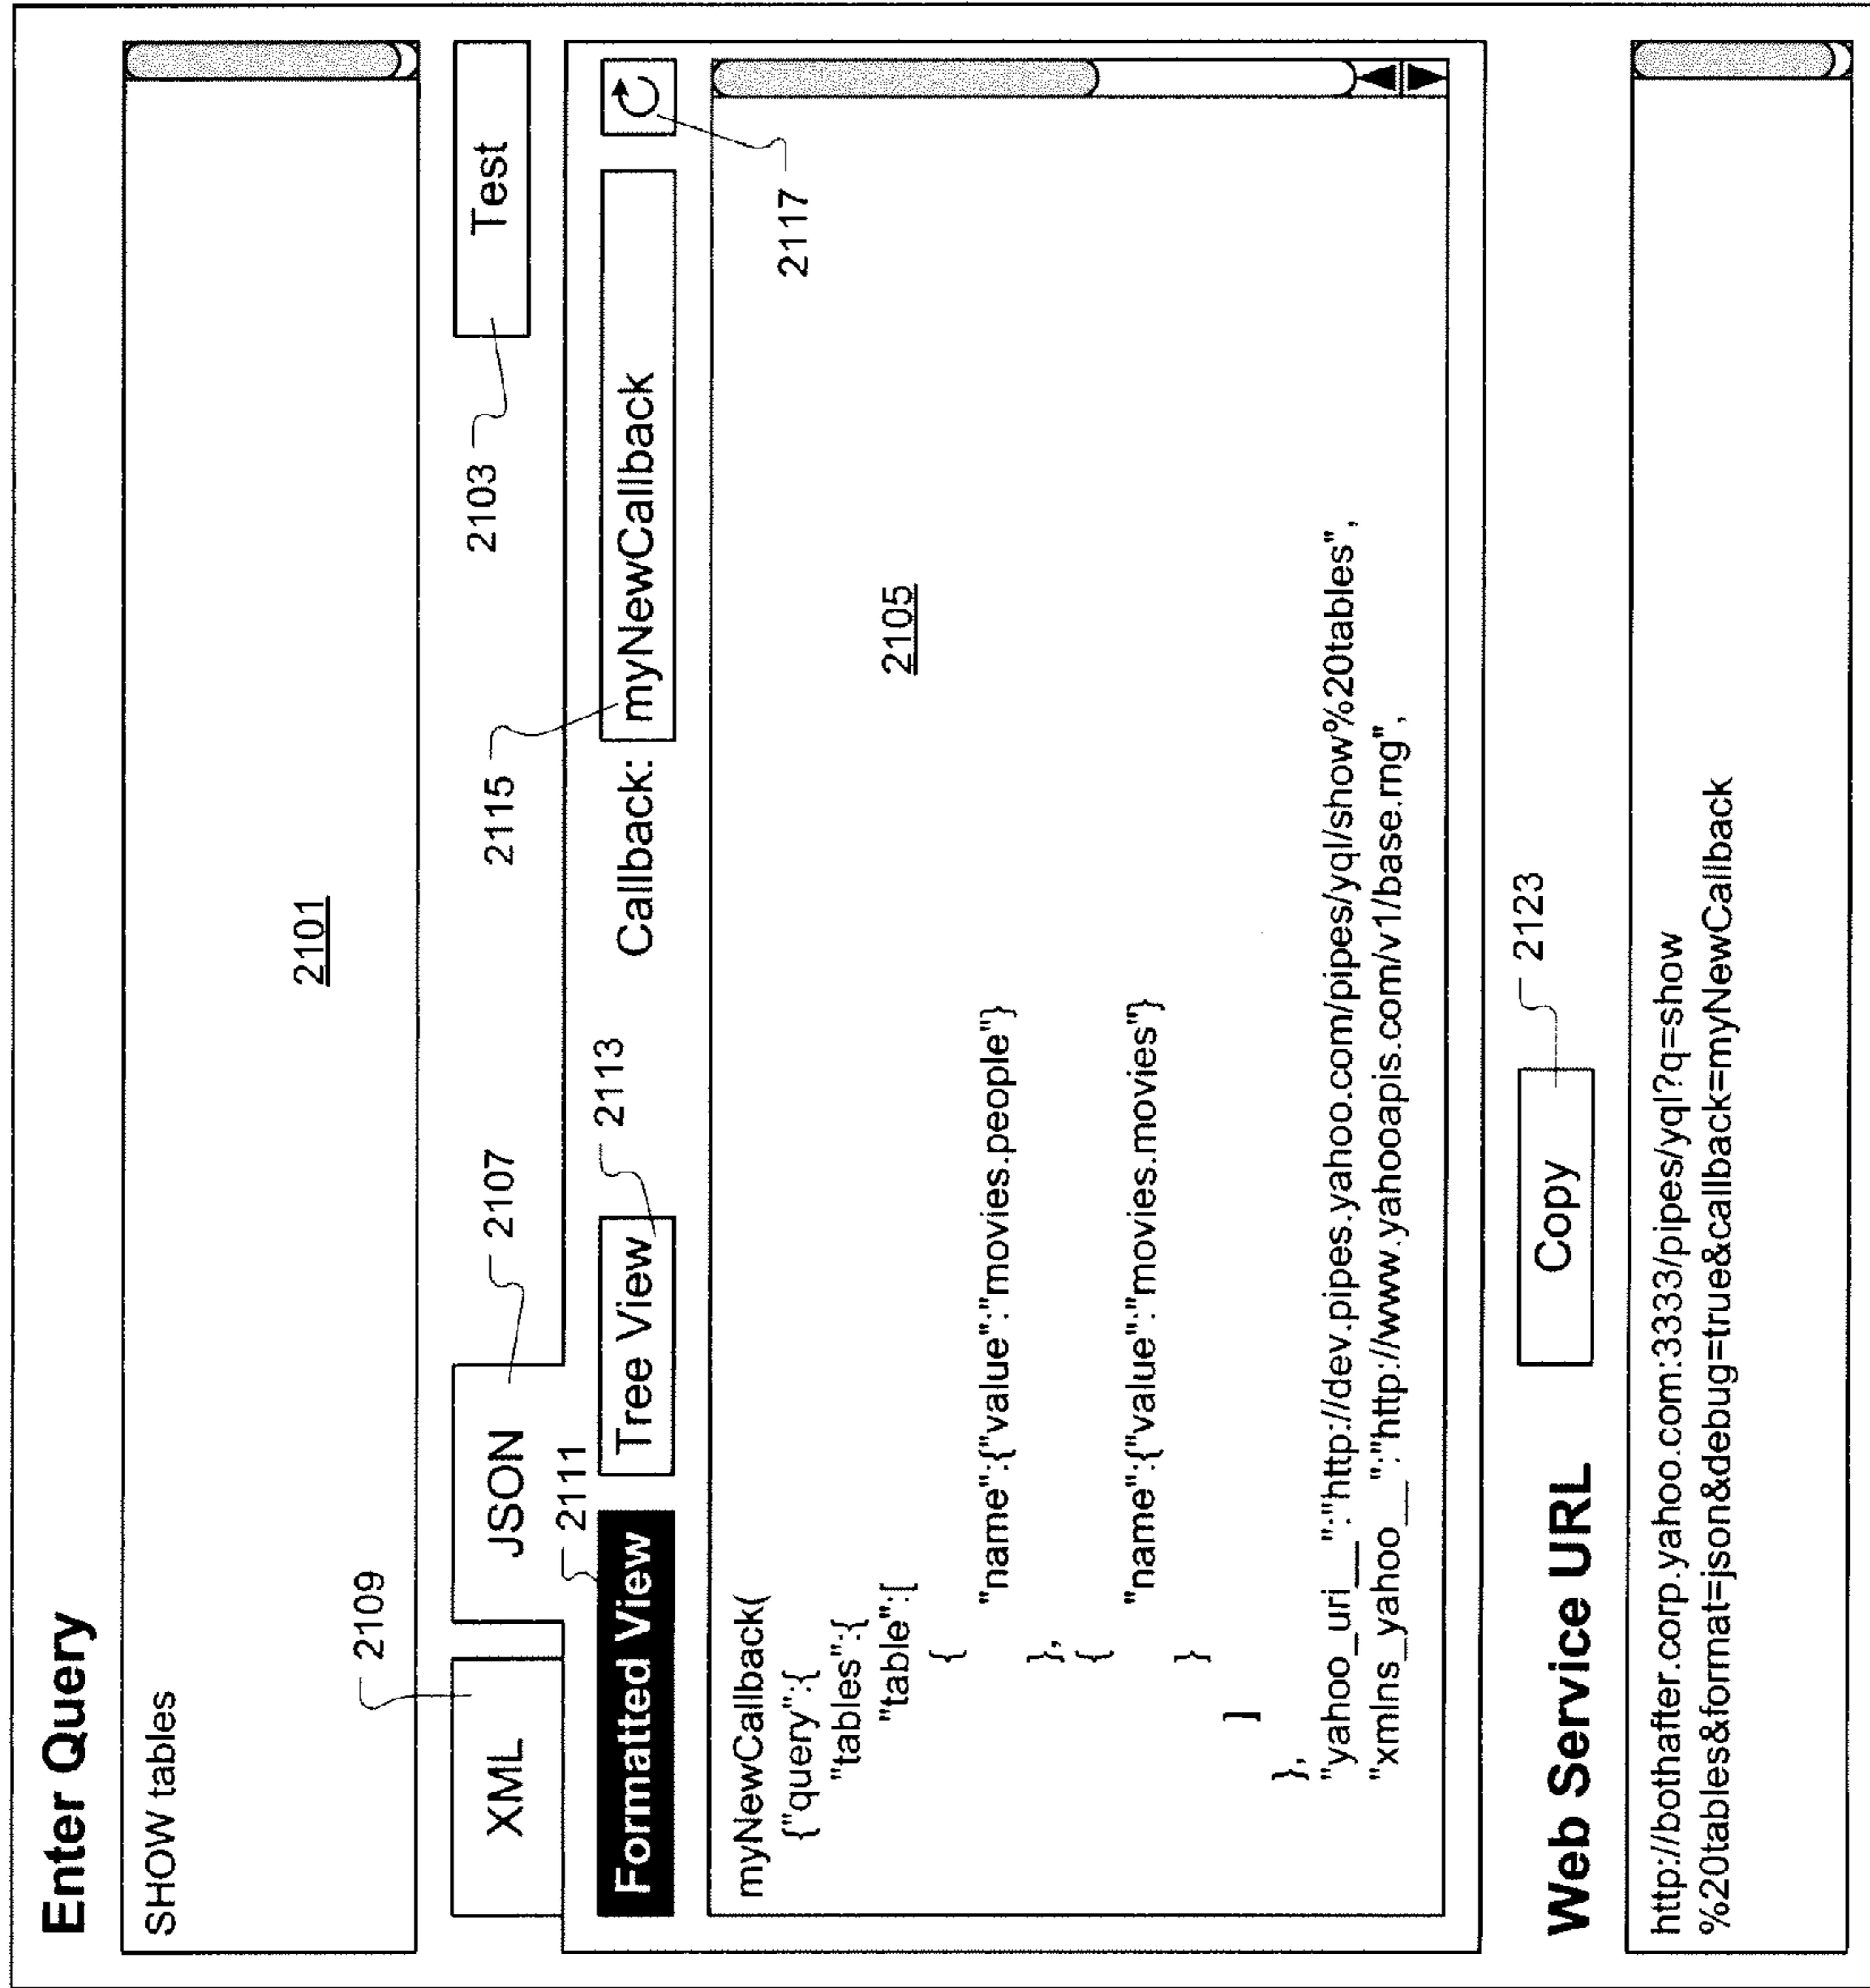 Enter Query
SHOW tables
2101
2109
XML
JSON
2107
2115
2103
Test
2111
Formatted View
Tree View
2113
Callback:
myNewCallback
2117
myNewCallback(
{"query":{
"tables":{
"table":[
{
"name":{"value":"movies.people"}
},
{
"name":{"value":"movies.movies"}
}
]
},
"yahoo_uri__":"http://dev.pipes.yahoo.com/pipes/yql/show%20tables",
"xmlns_yahoo__":"http://www.yahooapis.com/v1/base.rng",
2105
Web Service URL
Copy
2123
http://bothafter.corp.yahoo.com:3333/pipes/yql?q=show
%20tables&format=json&debug=true&callback=myNewCallback